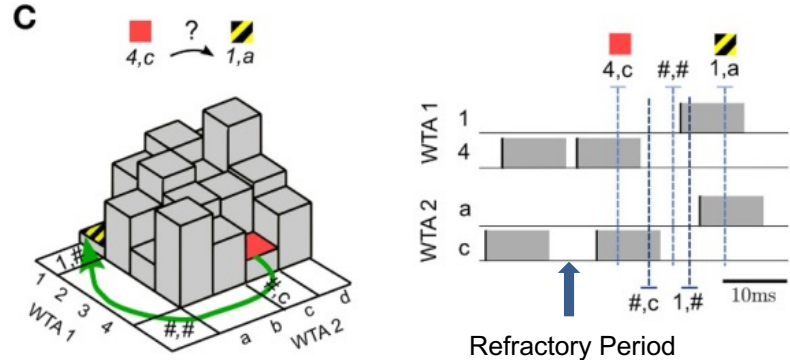 C
?
4,c
1,a
1,#
1
2
3
4
WTA 1
#,#
#,c
a
b
c
d
WTA 2
4,c
#,#
1,a
WTA 1
1
4
WTA 2
a
c
#,c
1,#
10ms
Refractory Period